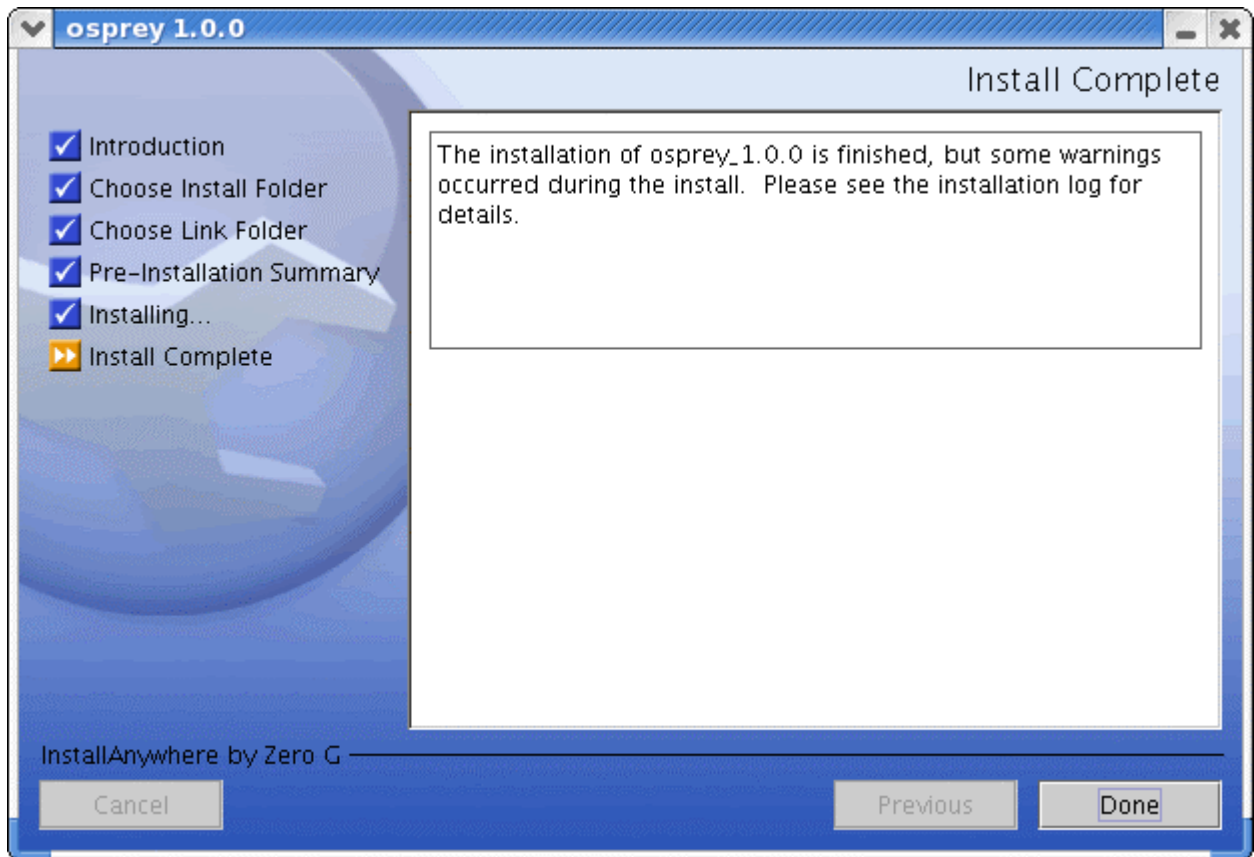 osprey 1.0.0
Install Complete
Introduction
Choose Install Folder
Choose Link Folder
Pre-Installation Summary
Installing...
Install Complete
The installation of osprey_1.0.0 is finished, but some warnings
occurred during the install.  Please see the installation log for
details.
InstallAnywhere by Zero G
Cancel
Previous
Done